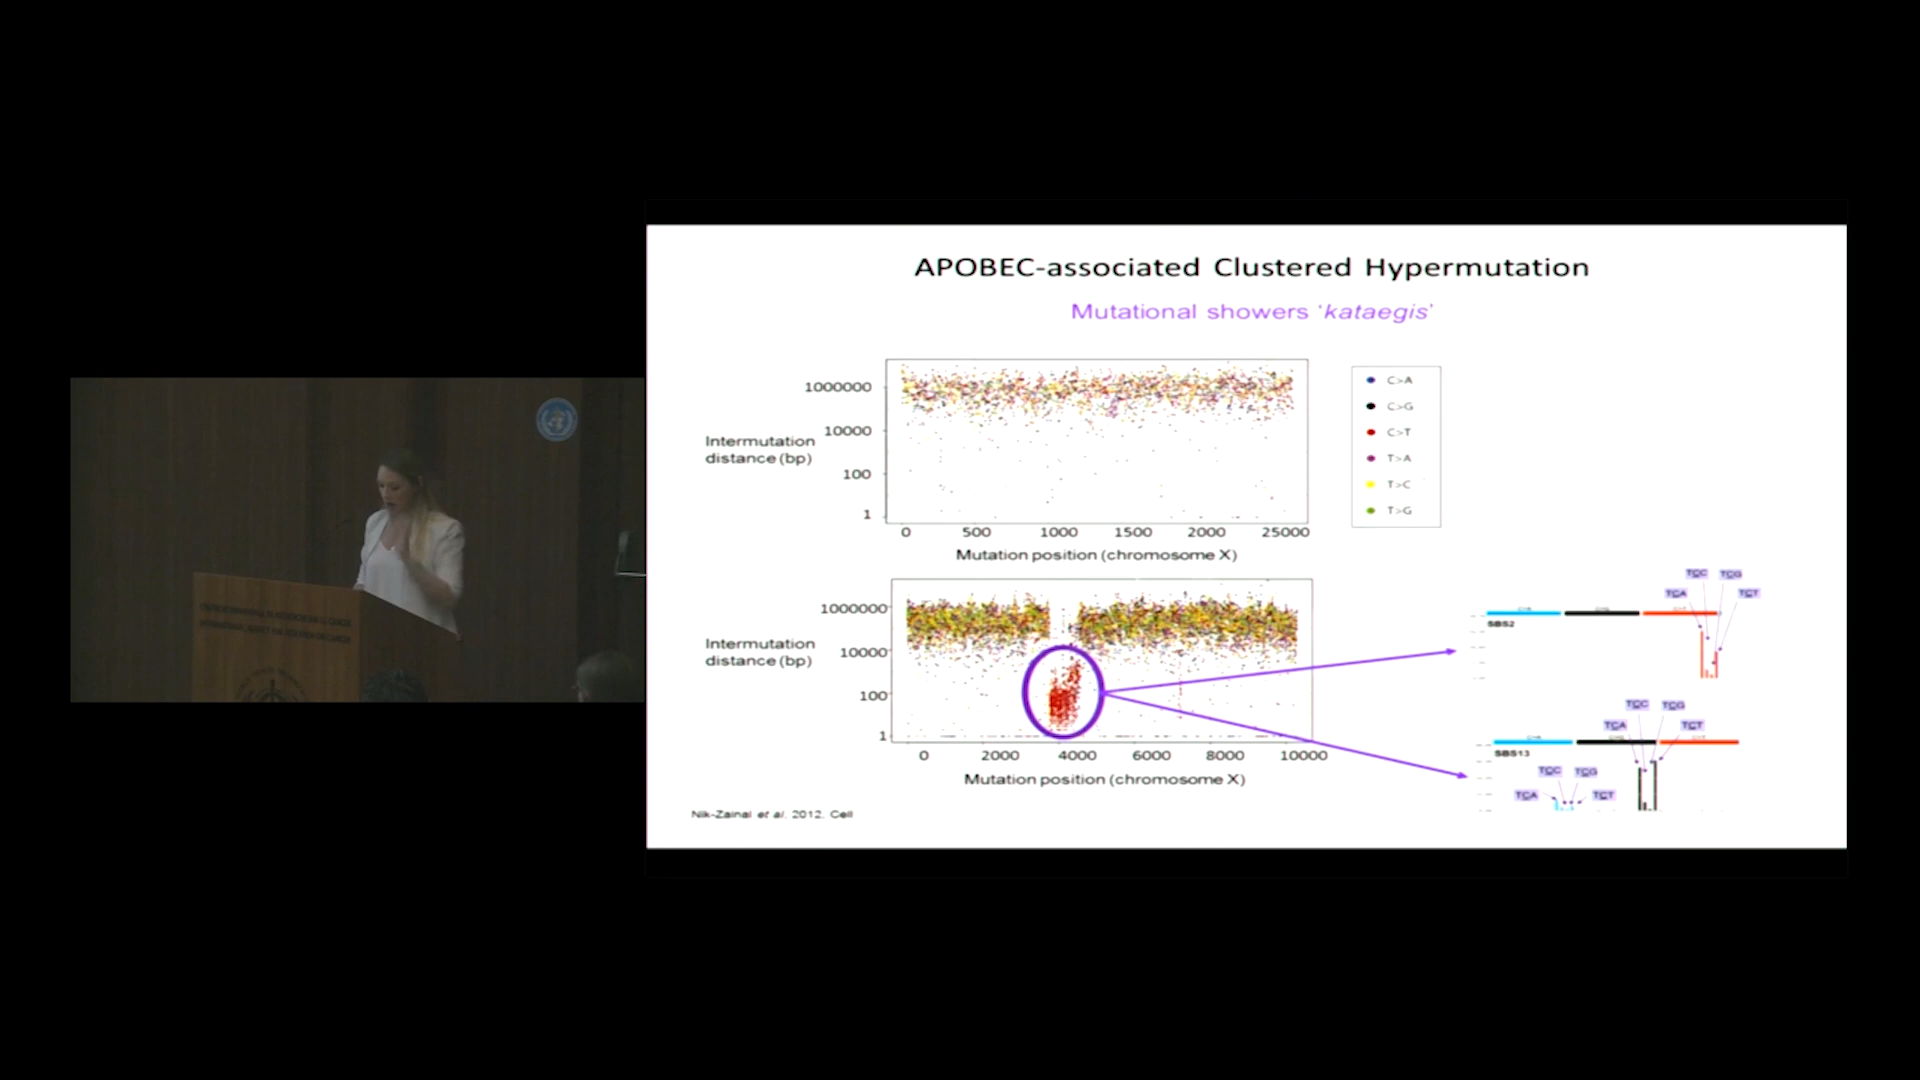 APOBEC-associated Clustered Hypermutation
Mutational showers 'kataegis'
Intermutation
distance (bp)
1000000
10000
100
1
0 500 1000 1500 2000 25000
Mutation position (chromosome X)
C>A
C>G
C>T
T>A
T>C
T>G
Intermutation
distance (bp)
1000000
10000
100
1
0 2000 4000 6000 8000 10000
Mutation position (chromosome X)
TCC TCG
TCA TCT
SBS2
TCC TCG
TCA TCT
SBS13
TCC TCG
TCA TCT
Nik-Zainal et al. 2012. Cell